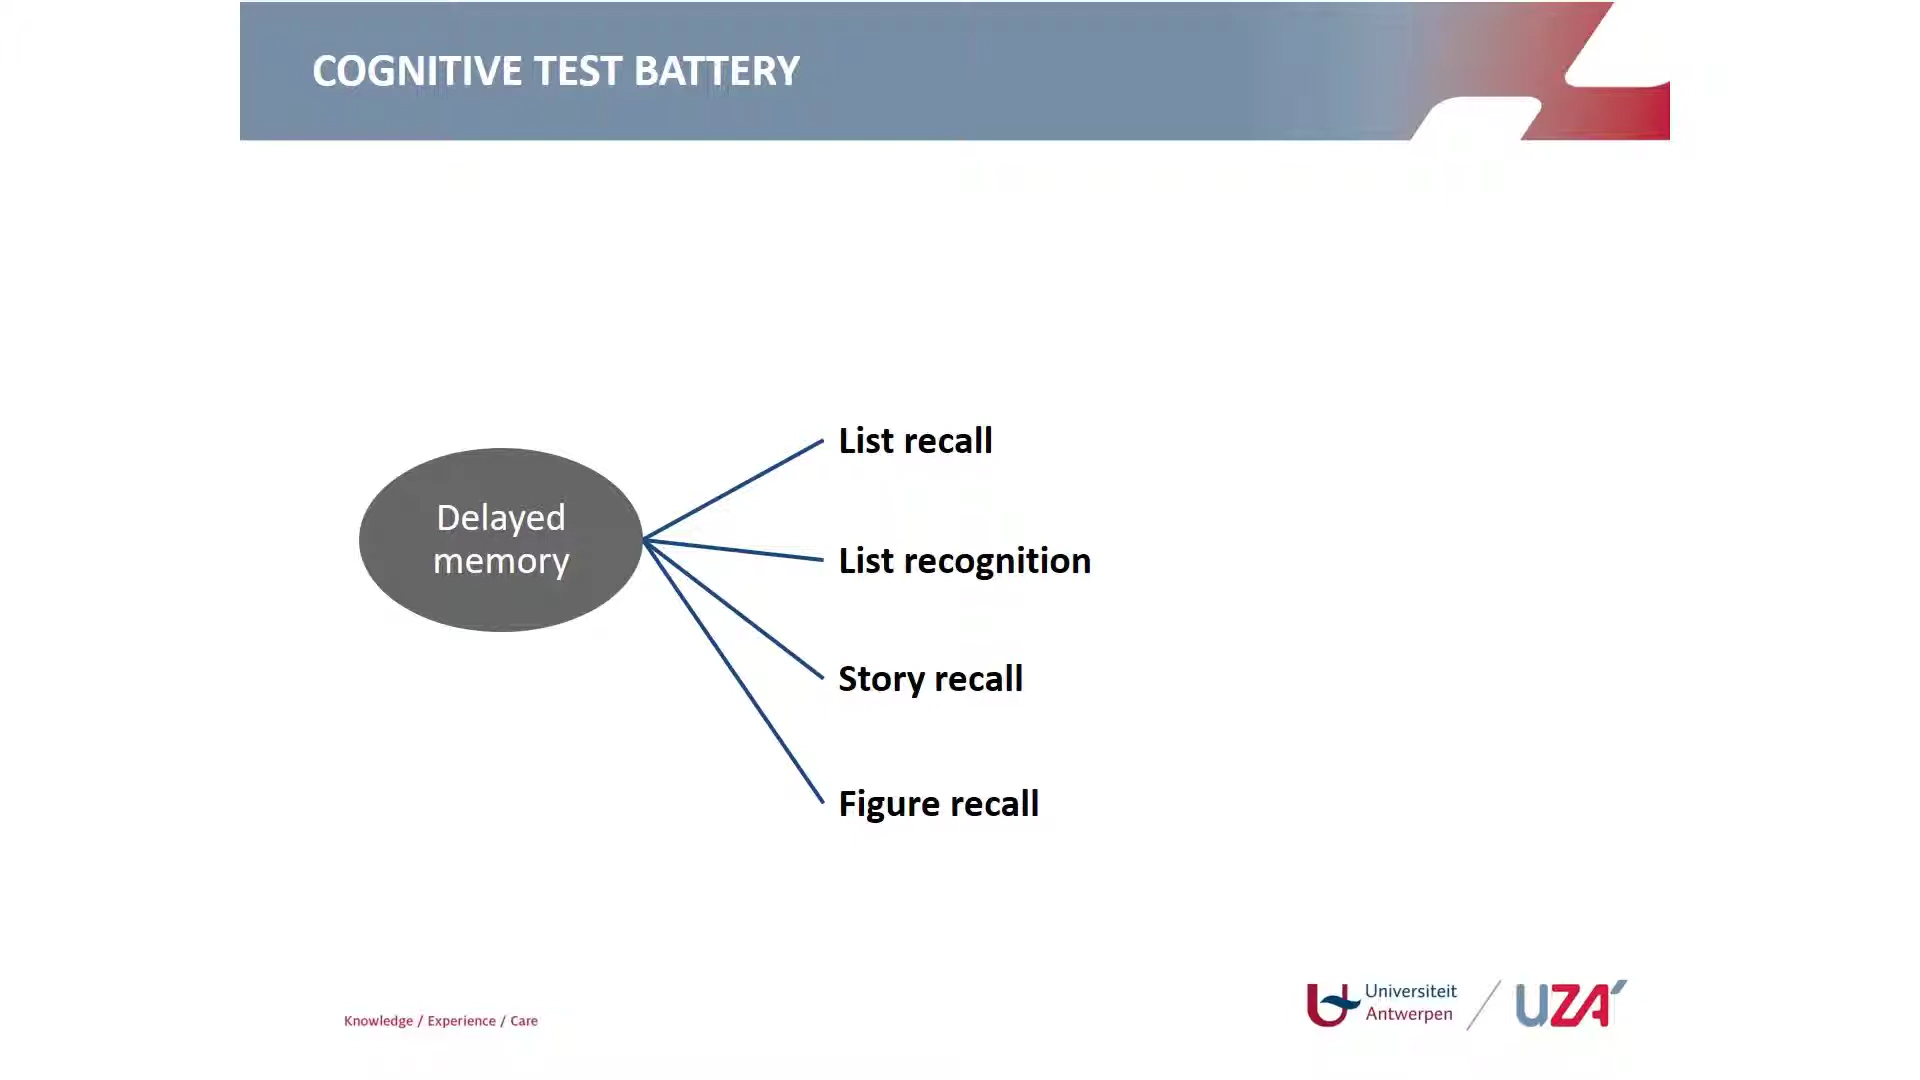 COGNITIVE TEST BATTERY
Delayed
memory
List recall
List recognition
Story recall
Figure recall
Knowledge / Experience / Care
Universiteit
Antwerpen
UZA